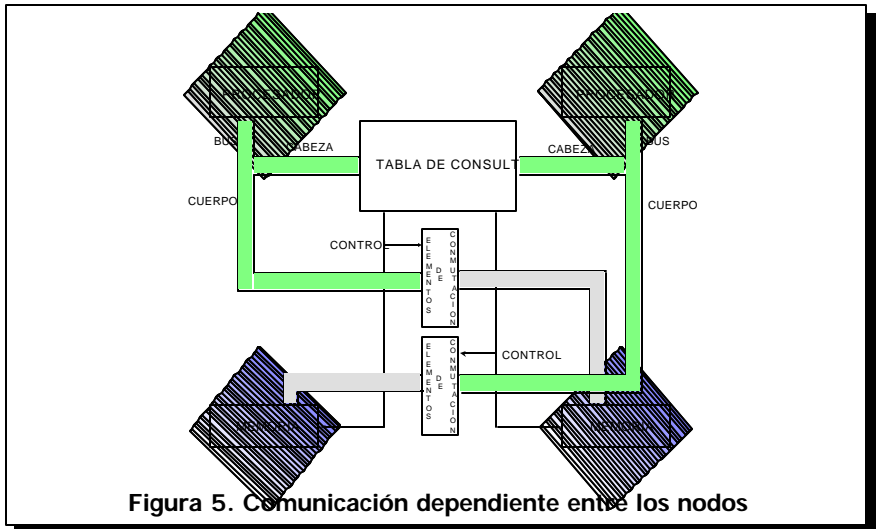 PROCESADOR
PROCESADOR
BUS
CABEZA
CABEZA
BUS
TABLA DE CONSULT
CUERPO
CUERPO
CONTROL
ELEMENTOS
DE
CONMUTACION
ELEMENTOS
DE
CONMUTACION
CONTROL
MEMORIA
MEMORIA
Figura 5. Comunicación dependiente entre los nodos